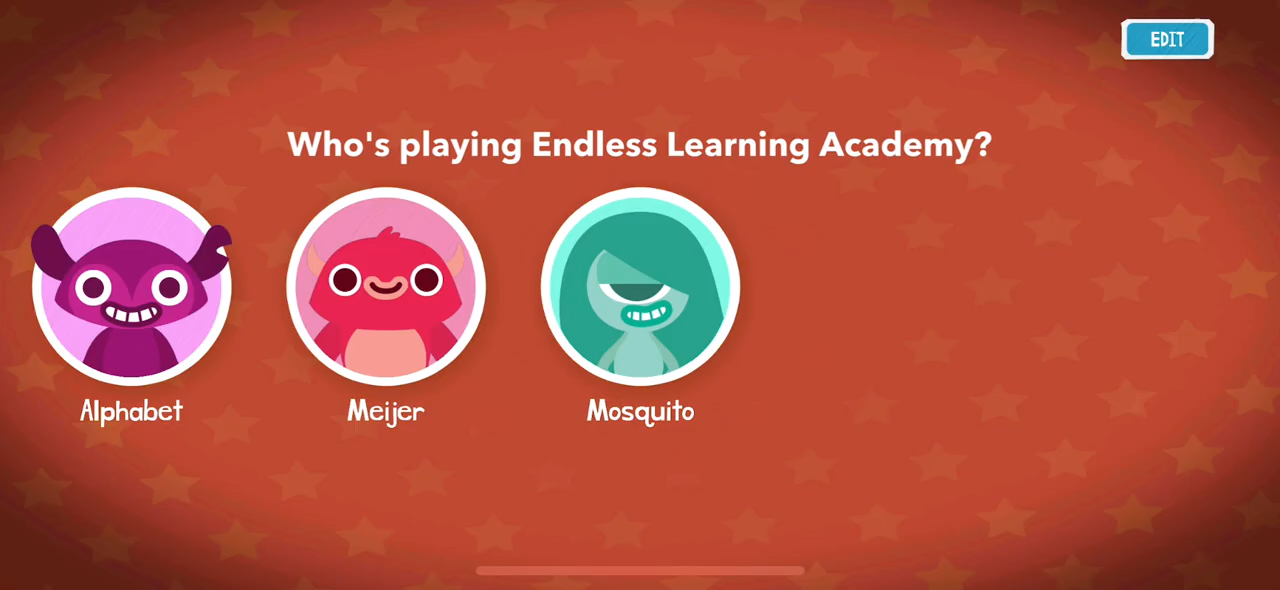 EDIT
Who's playing Endless Learning Academy?
Alphabet
Meijer
Mosquito